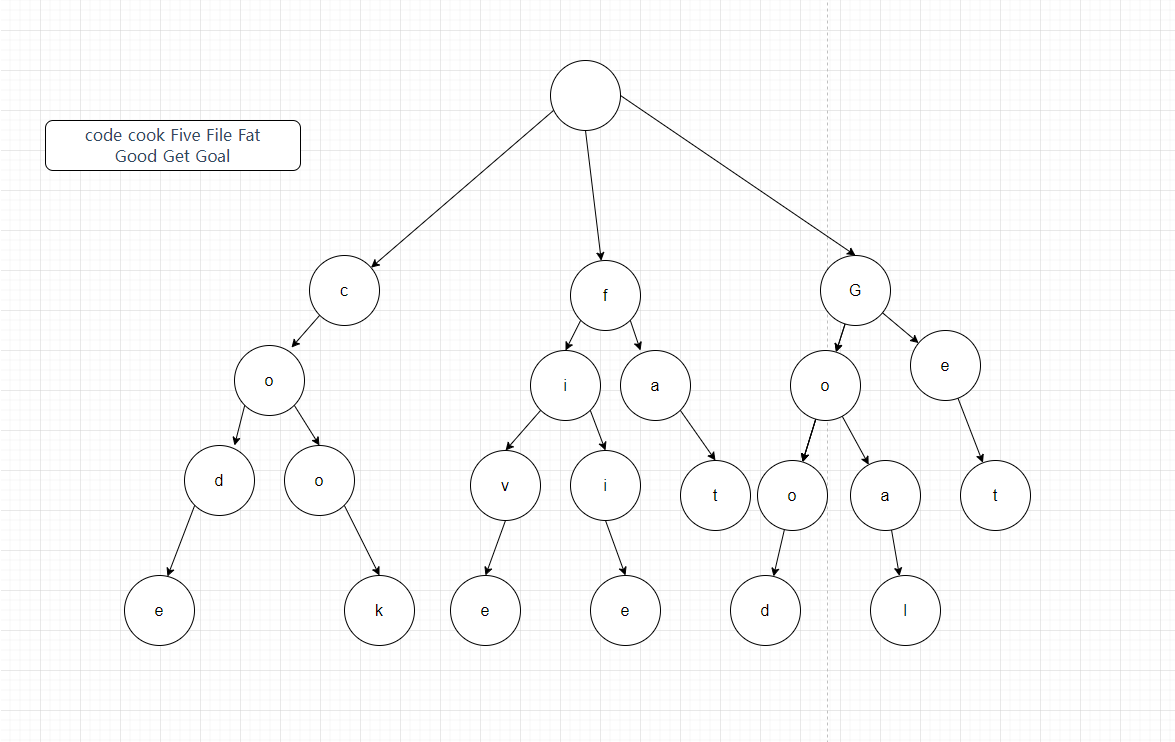 code cook Five File Fat
Good Get Goal
c f G
o i a o e
d o v i t o a t
e k e e d l